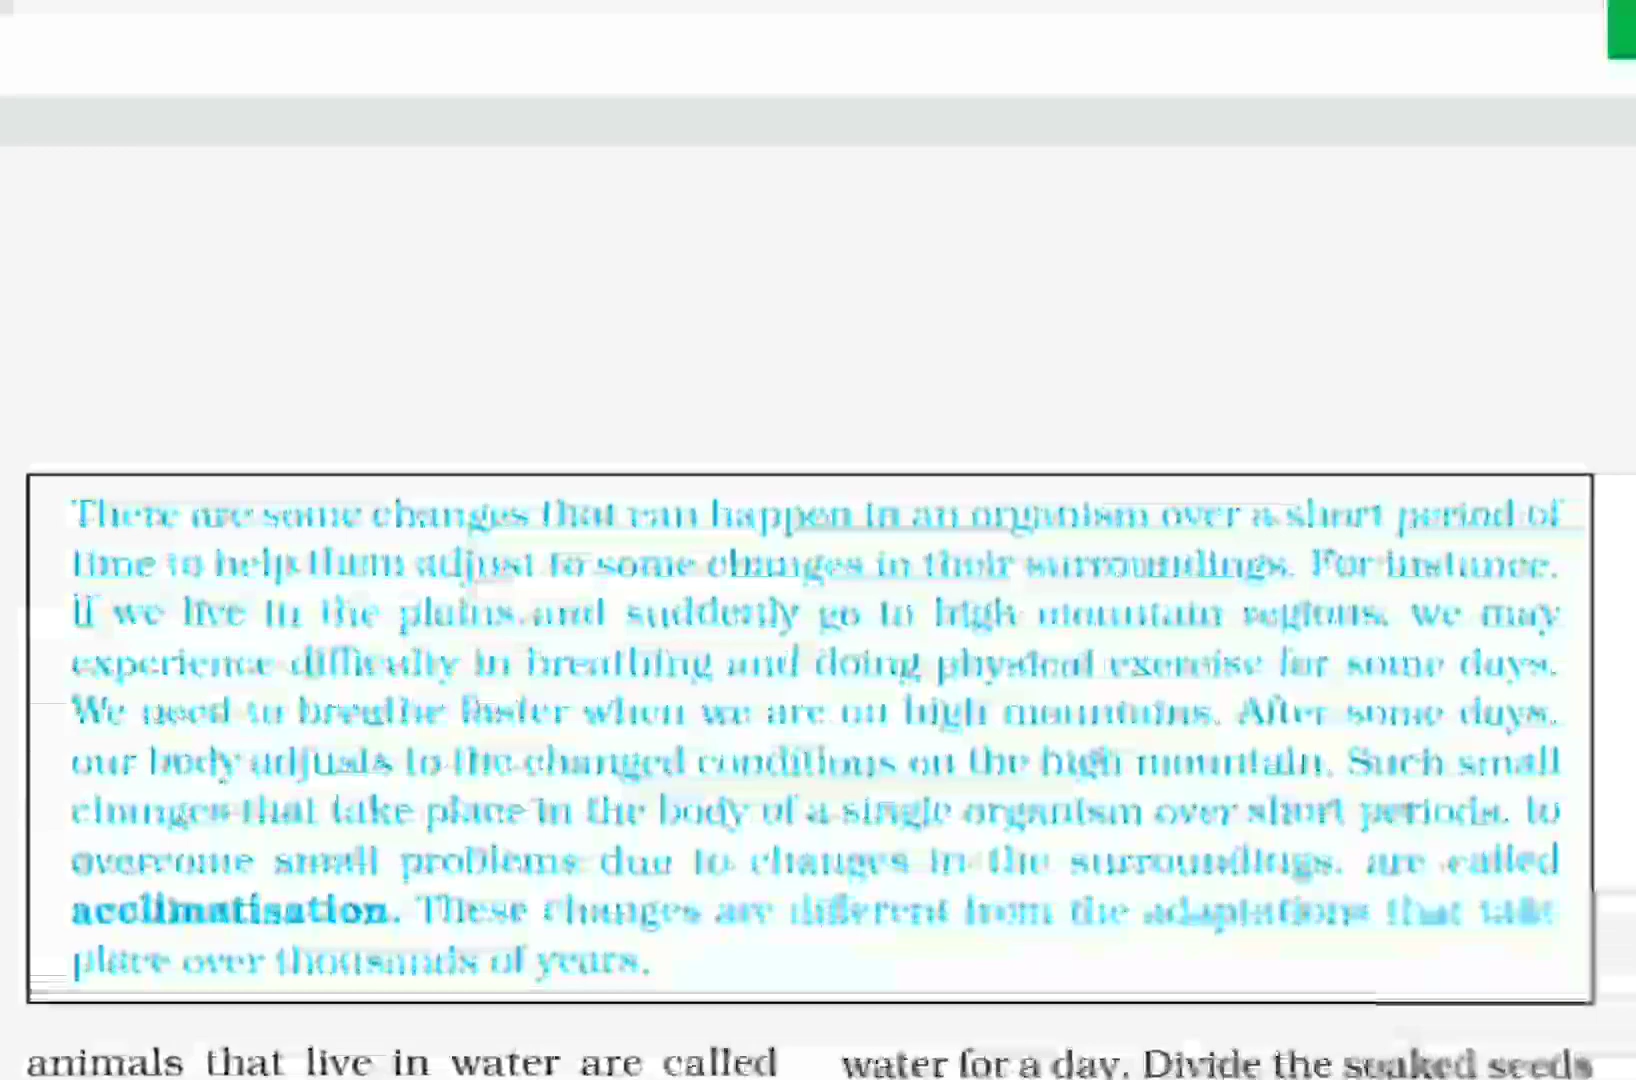 There are some changes that can happen in an organism over a short period of
time to help them adjust to some changes in their surroundings. For instance,
if we live in the plains and suddenly go to high mountain regions, we may
experience difficulty in breathing and doing physical exercise for some days.
We need to breathe faster when we are on high mountains. After some days,
our body adjusts to the changed conditions on the high mountain. Such small
changes that take place in the body of a single organism over short periods, to
overcome small problems due to changes in the surroundings, are called
acclimatisation. These changes are different from the adaptations that take
place over thousands of years.
animals that live in water are called
water for a day. Divide the soaked seeds